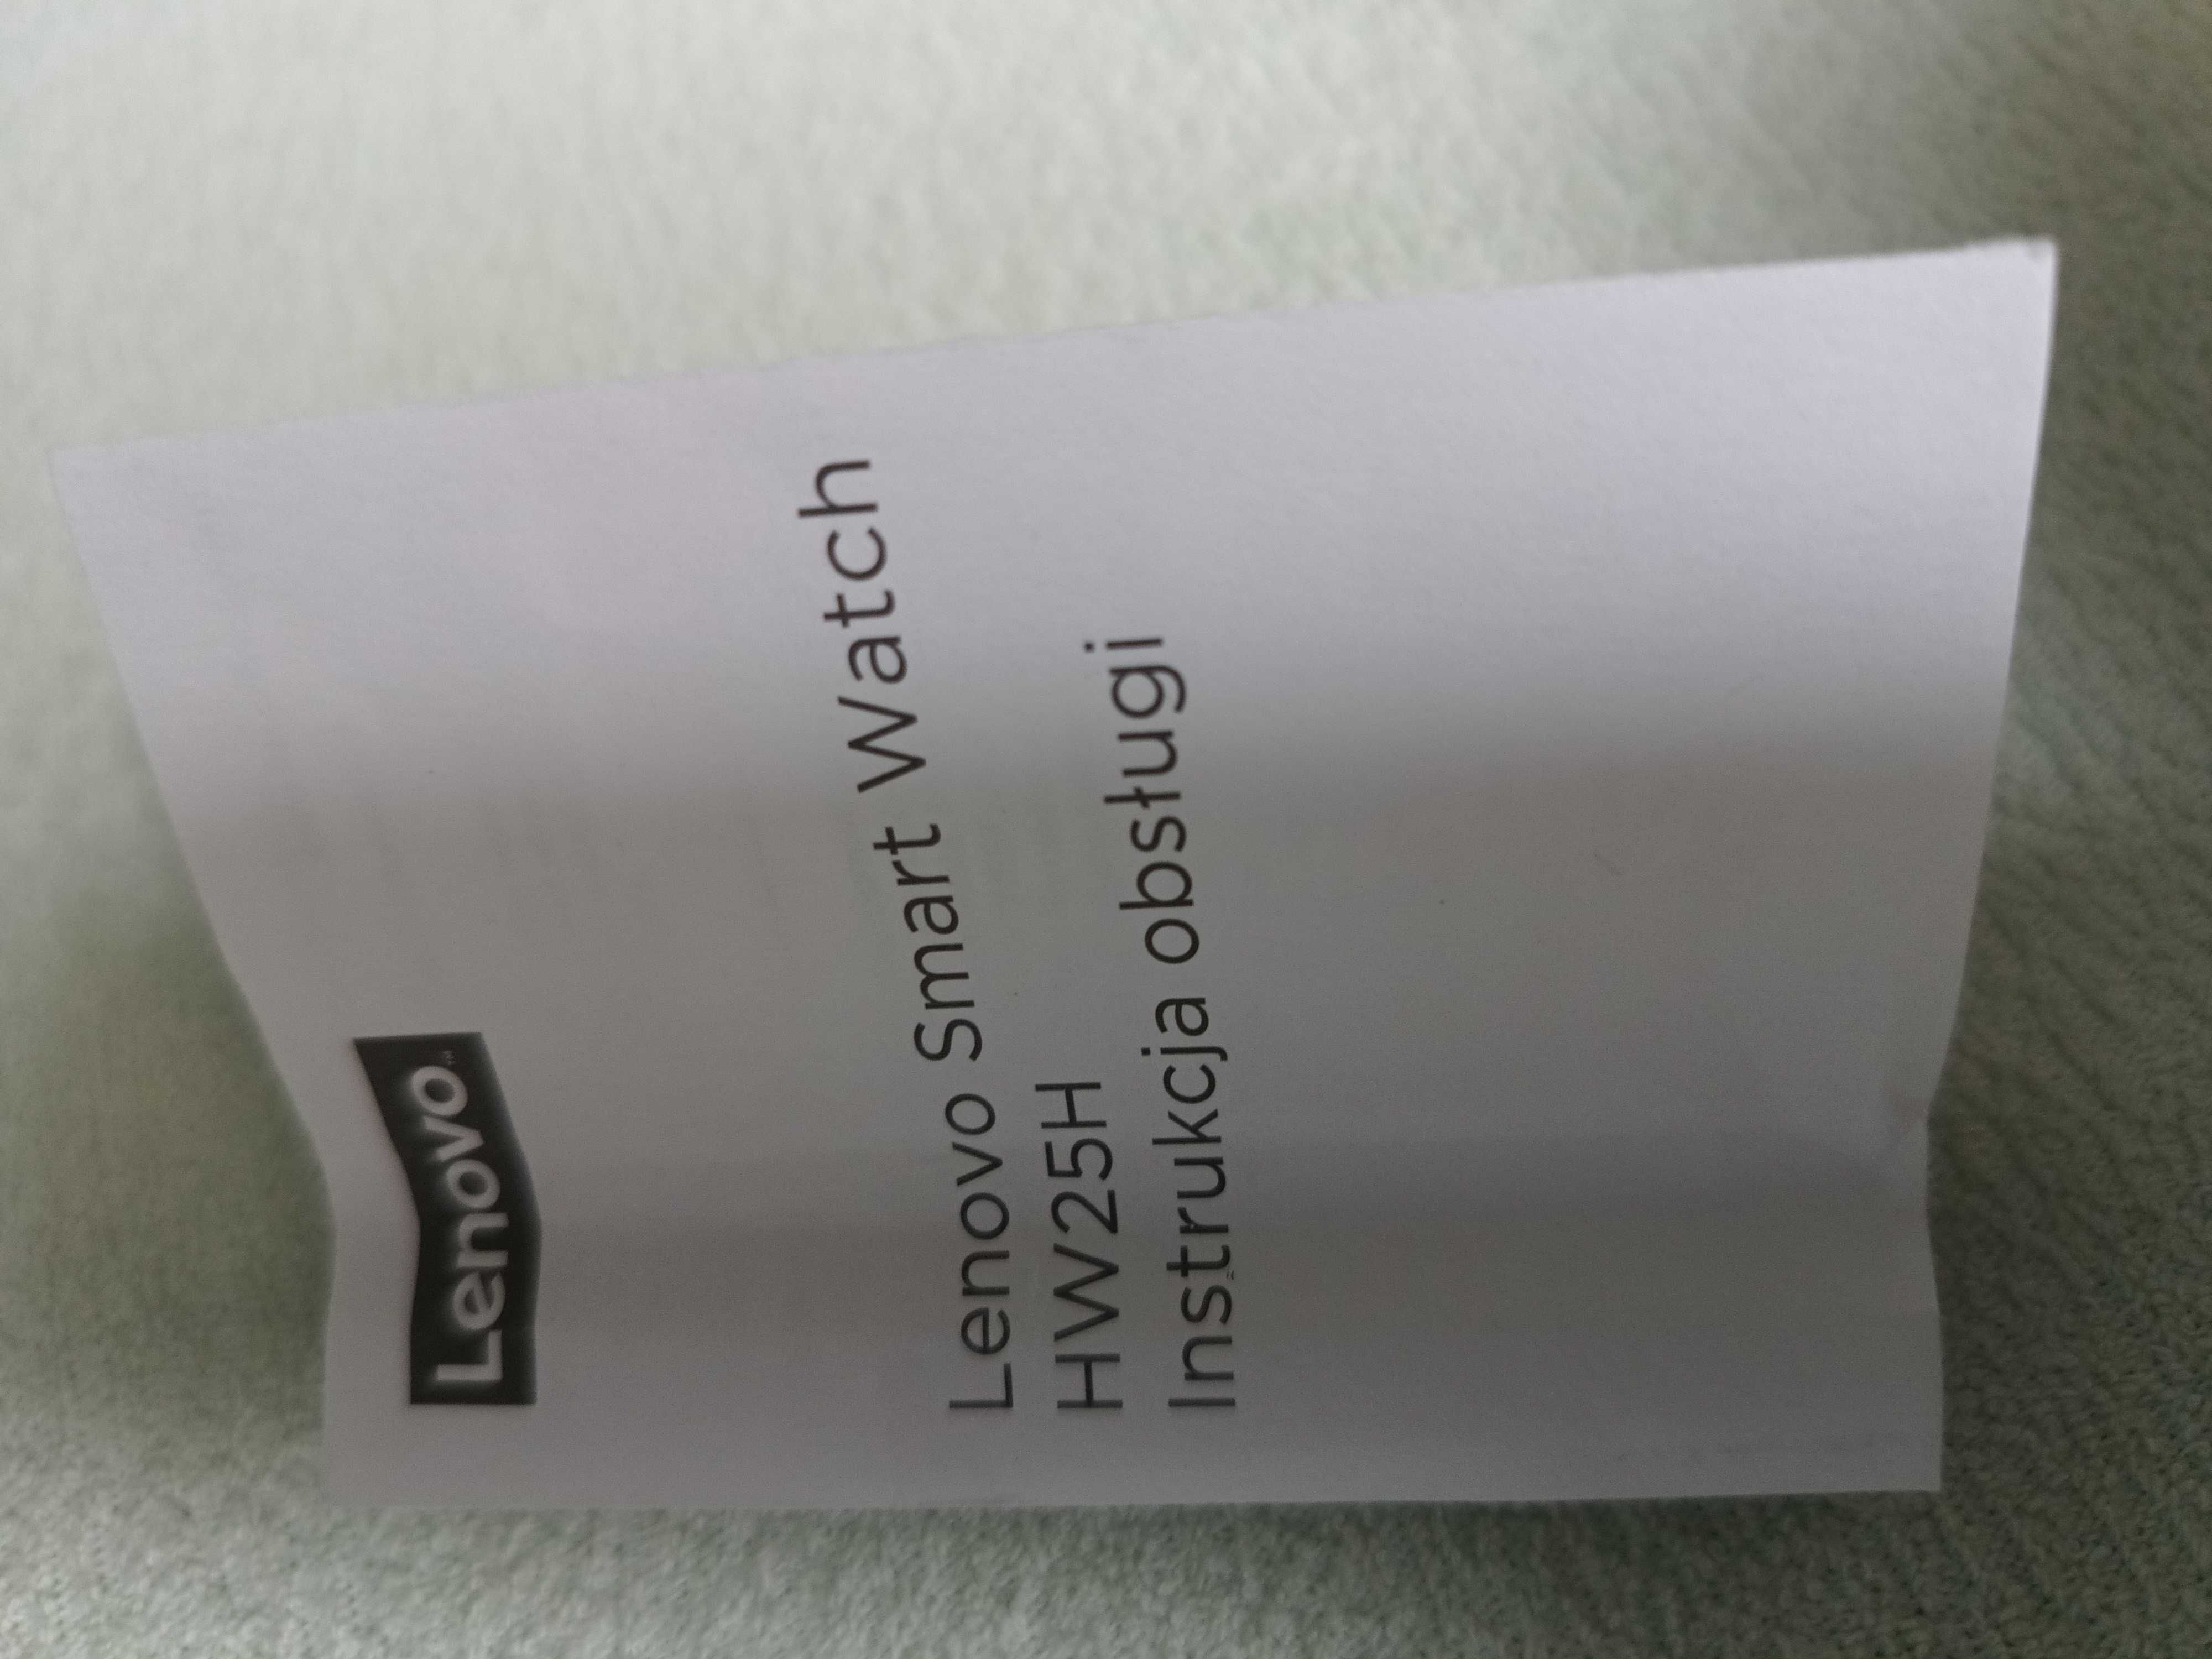 Lenovo
Lenovo Smart Watch
HW25H
Instrukcja obsługi